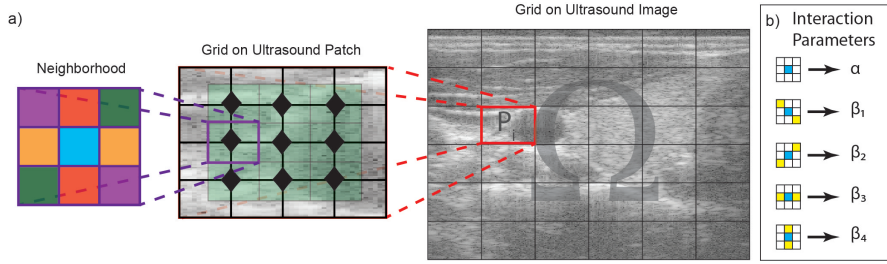 a)
Neighborhood
Grid on Ultrasound Patch
Grid on Ultrasound Image
P i
Ω
b)
Interaction
Parameters
α
β1
β2
β3
β4